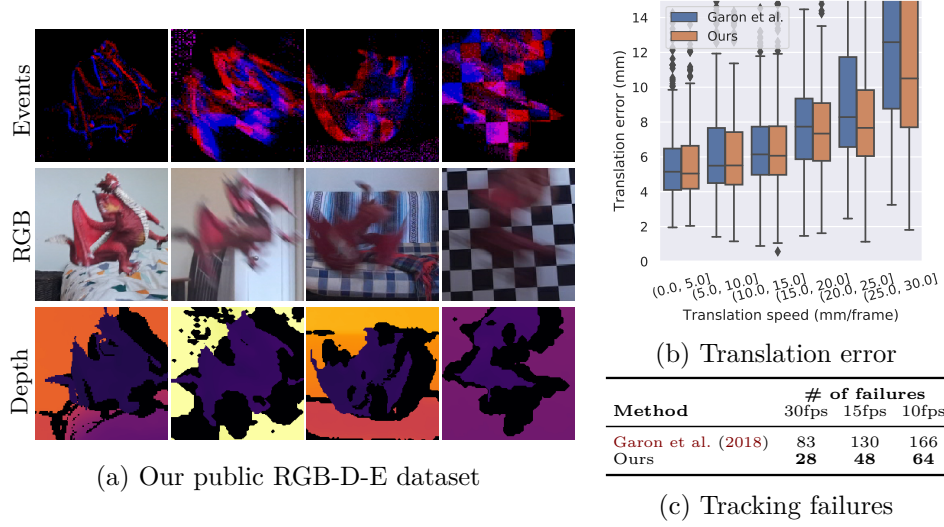 Events
RGB
Depth
(a) Our public RGB-D-E dataset
Garon et al.
Ours
Translation error (mm)
14
12
10
8
6
4
2
0
(0.0, 5.0]
(5.0, 10.0]
(10.0, 15.0]
(15.0, 20.0]
(20.0, 25.0]
(25.0, 30.0]
Translation speed (mm/frame)
(b) Translation error
# of failures
Method 30fps 15fps 10fps
Garon et al. (2018) 83 130 166
Ours 28 48 64
(c) Tracking failures